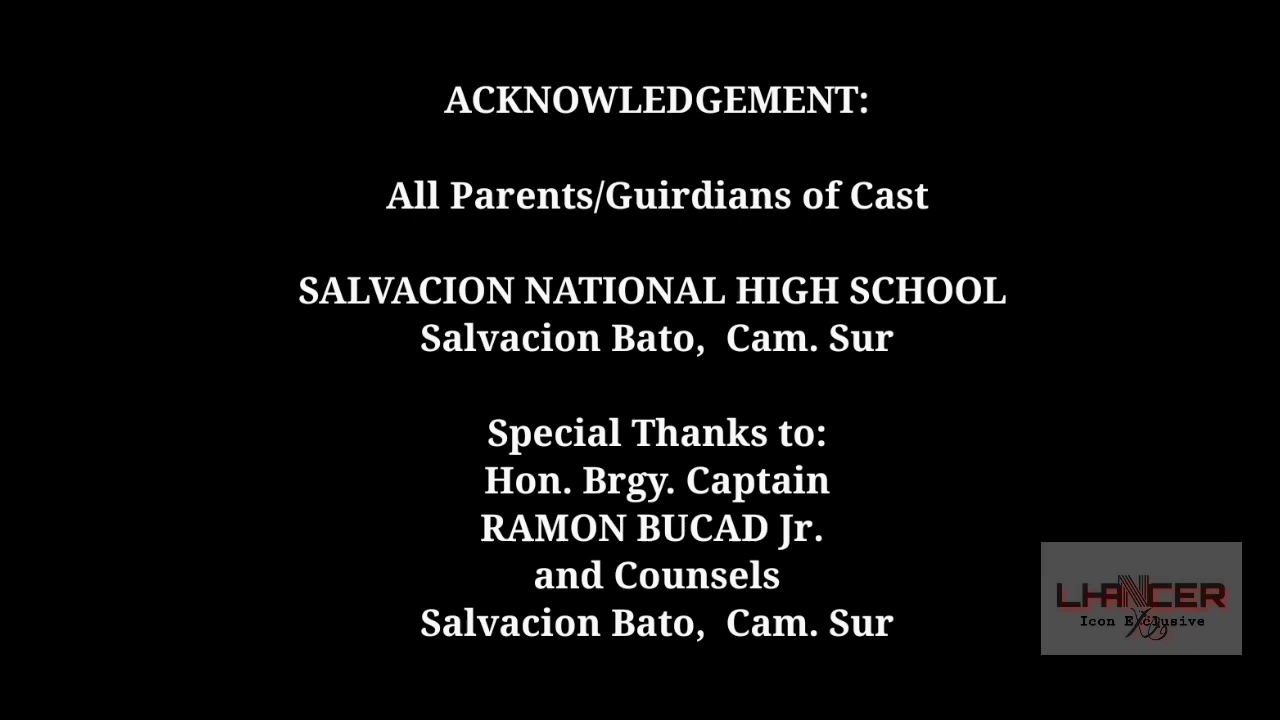 ACKNOWLEDGEMENT:
All Parents/Guirdians of Cast
SALVACION NATIONAL HIGH SCHOOL
Salvacion Bato, Cam. Sur
Special Thanks to:
Hon. Brgy. Captain
RAMON BUCAD Jr.
and Counsels
Salvacion Bato, Cam. Sur
LHANCER
Icon Exclusive